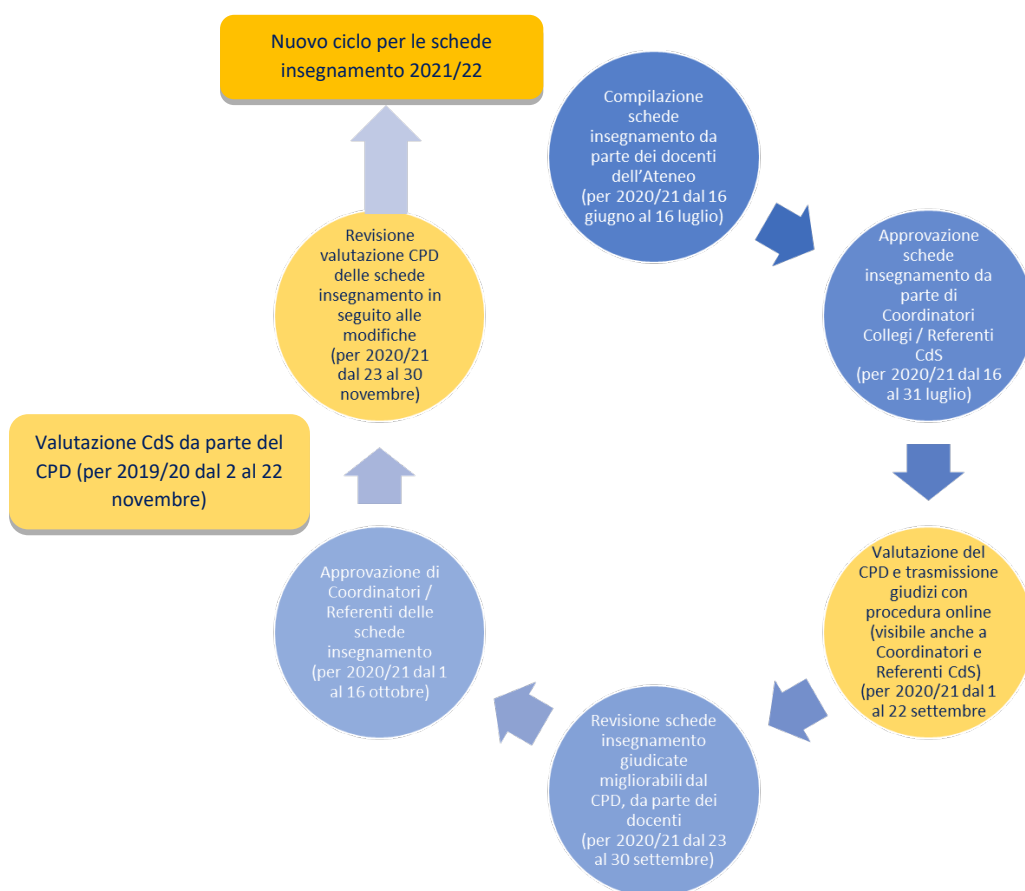 Nuovo ciclo per le schede
insegnamento 2021/22
Compilazione
schede
insegnamento da
parte dei docenti
dell'Ateneo
(per 2020/21 dal 16
giugno al 16 luglio)
Approvazione
schede
insegnamento da
parte di
Coordinatori
Collegi / Referenti
CdS
(per 2020/21 dal 16
al 31 luglio)
Valutazione del
CPD e trasmissione
giudizi con
procedura online
(visibile anche a
Coordinatori e
Referenti CdS)
(per 2020/21 dal 1
al 22 settembre
Revisione schede
insegnamento
giudicate
migliorabili dal
CPD, da parte dei
docenti
(per 2020/21 dal 23
al 30 settembre)
Approvazione di
Coordinatori /
Referenti delle
schede
insegnamento
(per 2020/21 dal 1
al 16 ottobre)
Valutazione CdS da parte del
CPD (per 2019/20 dal 2 al 22
novembre)
Revisione
valutazione CPD
delle schede
insegnamento in
seguito alle
modifiche
(per 2020/21
dal 23 al 30
novembre)